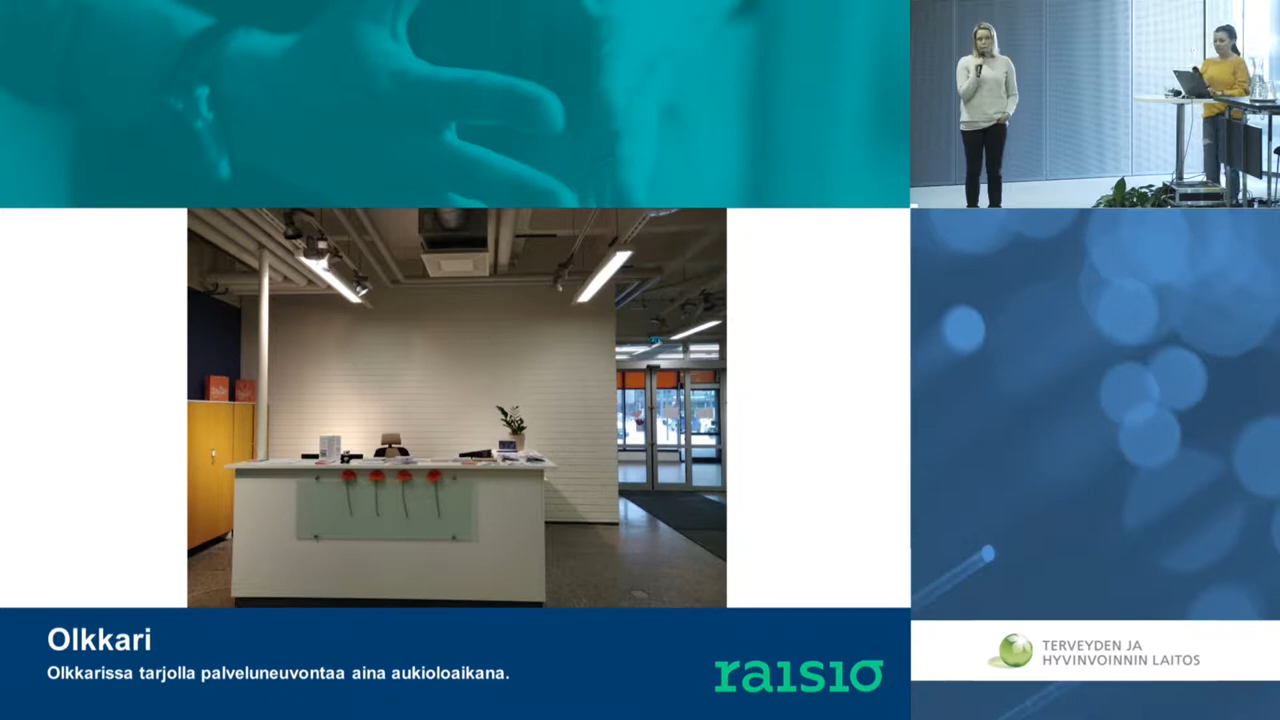 Olkkari
Olkkarissa tarjolla palveluneuvontaa aina aukioloaikana.
raisio
TERVEYDEN JA
HYVINVOINNIN LAITOS